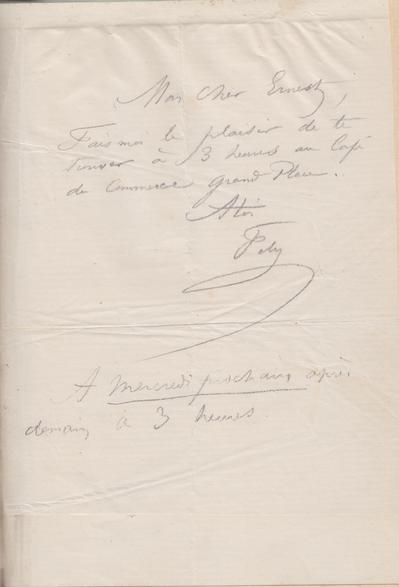 Mon cher Ernest,
Fais moi le plaisir de te
trouver à 3 heures au Café
du Commerce Grand Place.
A toi
Fély
A Mercredi prochain, après
demain, à 3 heures.